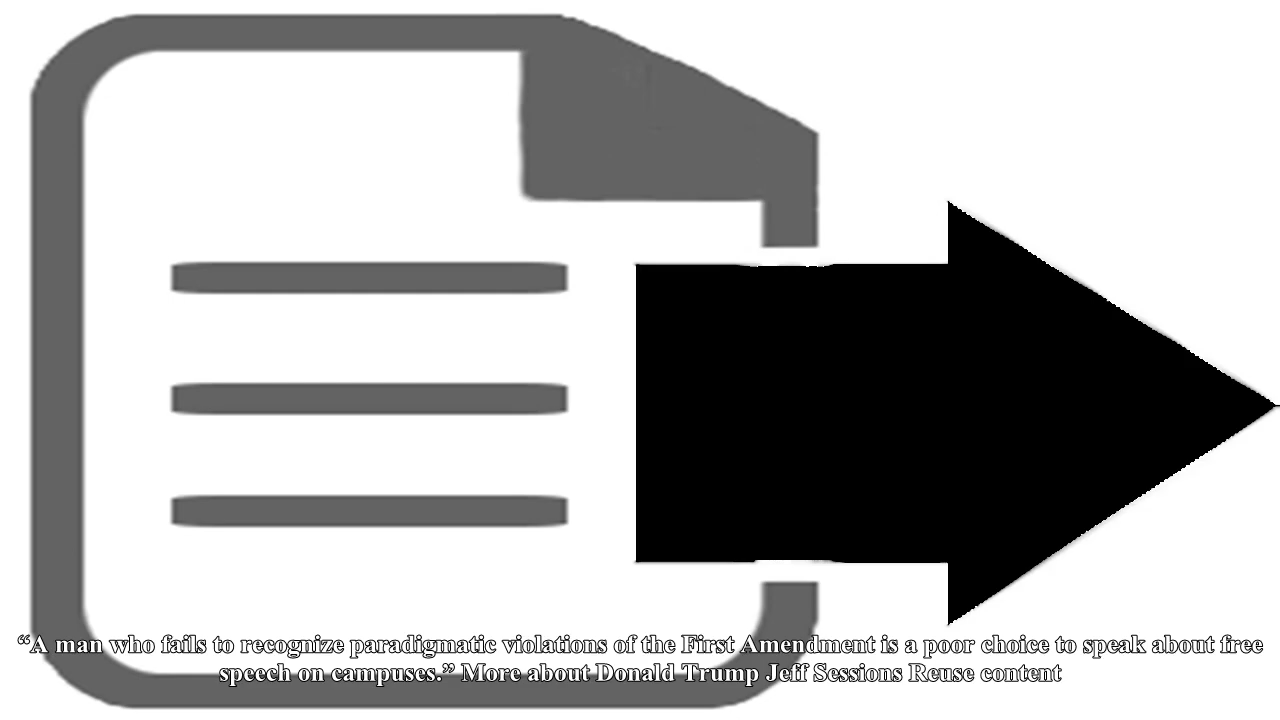 “A man who fails to recognize paradigmatic violations of the First Amendment is a poor choice to speak about free
speech on campuses.” More about Donald Trump Jeff Sessions Reuse content